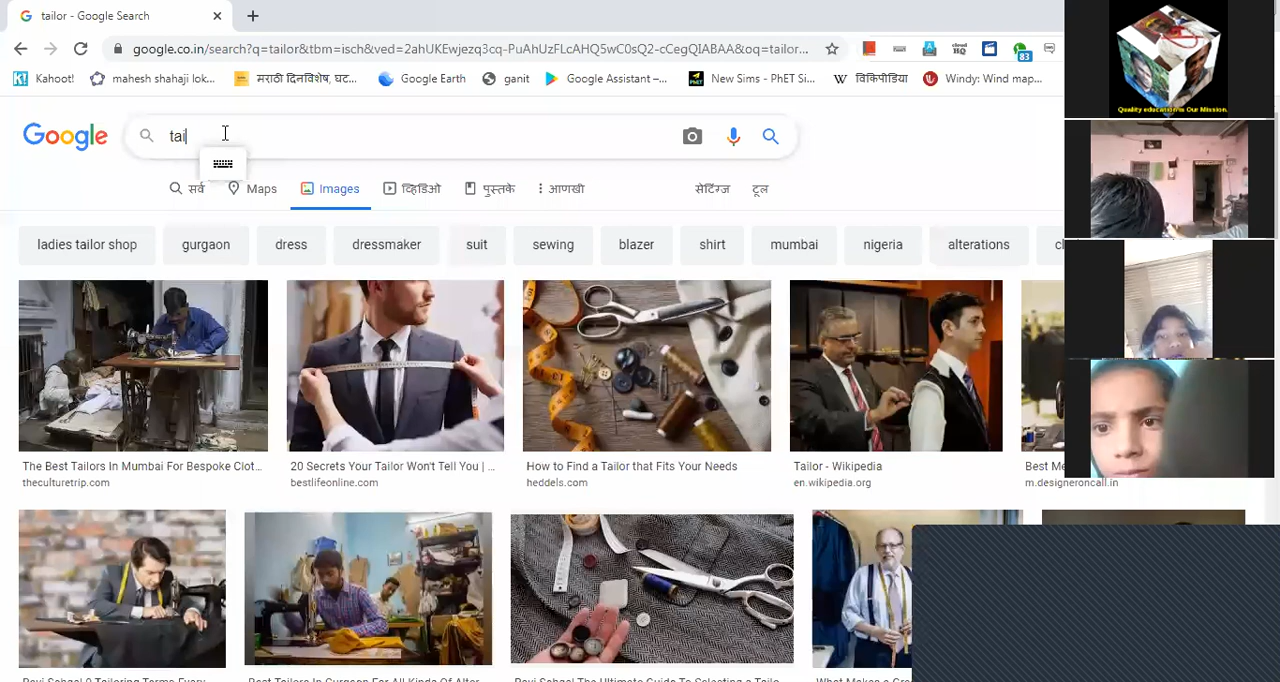 tailor - Google Search
google.co.in/search?q=tailor&tbm=isch&ved=2ahUKEwjezq3cq-PuAhUzFLcAHQ5wC0sQ2-cCegQIABAA&oq=tailor...
83
Kahoot! mahesh shahaji lok... मराठी दिनविशेष, घट... Google Earth ganit Google Assistant –... New Sims - PhET Si... विकिपीडिया Windy: Wind map...
Quality education is Our Mission.
Google tai
सर्व Maps Images व्हिडिओ पुस्तके आणखी सेटिंग्ज टूल
ladies tailor shop gurgaon dress dressmaker suit sewing blazer shirt mumbai nigeria alterations
The Best Tailors In Mumbai For Bespoke Clot... 20 Secrets Your Tailor Won't Tell You | ... How to Find a Tailor that Fits Your Needs Tailor - Wikipedia Best Me
theculturetrip.com bestlifeonline.com heddels.com en.wikipedia.org m.designeroncall.in